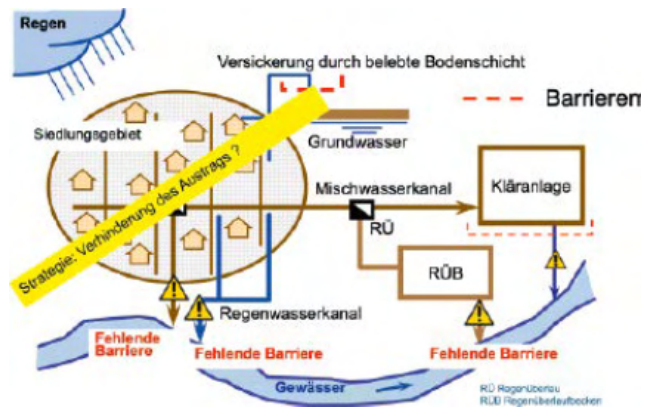 Regen
Versickerung durch belebte Bodenschicht
Barrieren
Siedlungsgebiet
Grundwasser
Strategie: Verhinderung des Austrags ?
Mischwasserkanal
Kläranlage
RÜ
RÜB
Regenwasserkanal
Fehlende
Barriere
Fehlende Barriere
Fehlende Barriere
Gewässer
RÜ Regenüberlau
RÜB Regenüberlaufbecken